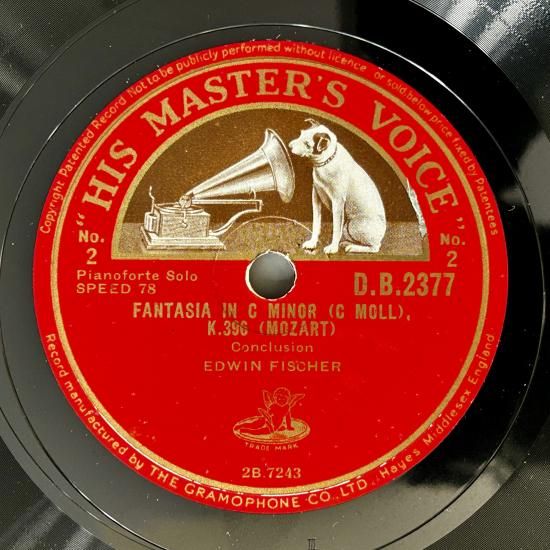 Copyright Patented Record Not to be publicly performed without licence, or sold below price fixed by Patentees
"HIS MASTER'S VOICE"
No. 2
No. 2
Pianoforte Solo
SPEED 78
D.B.2377
FANTASIA IN C MINOR (C MOLL),
K.396 (MOZART)
Conclusion
EDWIN FISCHER
TRADE MARK
2B.7243
Record manufactured by THE GRAMOPHONE CO., LTD., Hayes Middlesex England
II